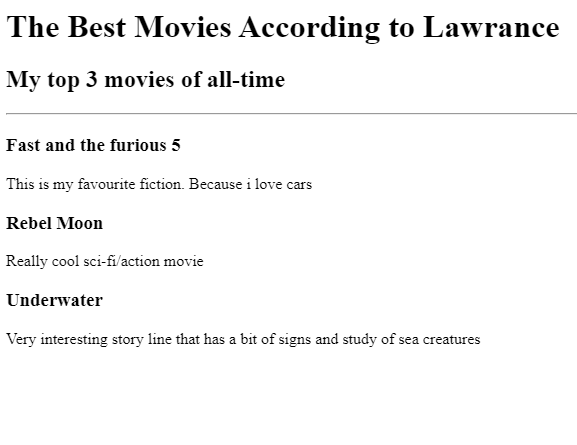 The Best Movies According to Lawrance
My top 3 movies of all-time
Fast and the furious 5
This is my favourite fiction. Because i love cars
Rebel Moon
Really cool sci-fi/action movie
Underwater
Very interesting story line that has a bit of signs and study of sea creatures